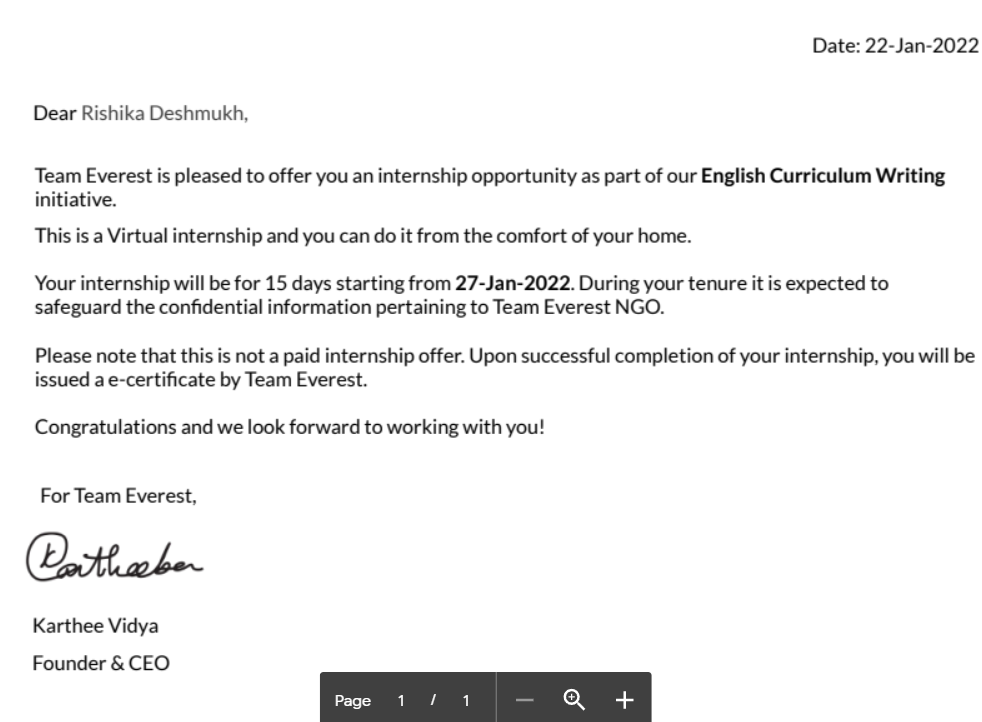 Date: 22-Jan-2022
Dear Rishika Deshmukh,
Team Everest is pleased to offer you an internship opportunity as part of our English Curriculum Writing
initiative.
This is a Virtual internship and you can do it from the comfort of your home.
Your internship will be for 15 days starting from 27-Jan-2022. During your tenure it is expected to
safeguard the confidential information pertaining to Team Everest NGO.
Please note that this is not a paid internship offer. Upon successful completion of your internship, you will be
issued a e-certificate by Team Everest.
Congratulations and we look forward to working with you!
For Team Everest,
Karthee Vidya
Founder & CEO
Page 1 / 1